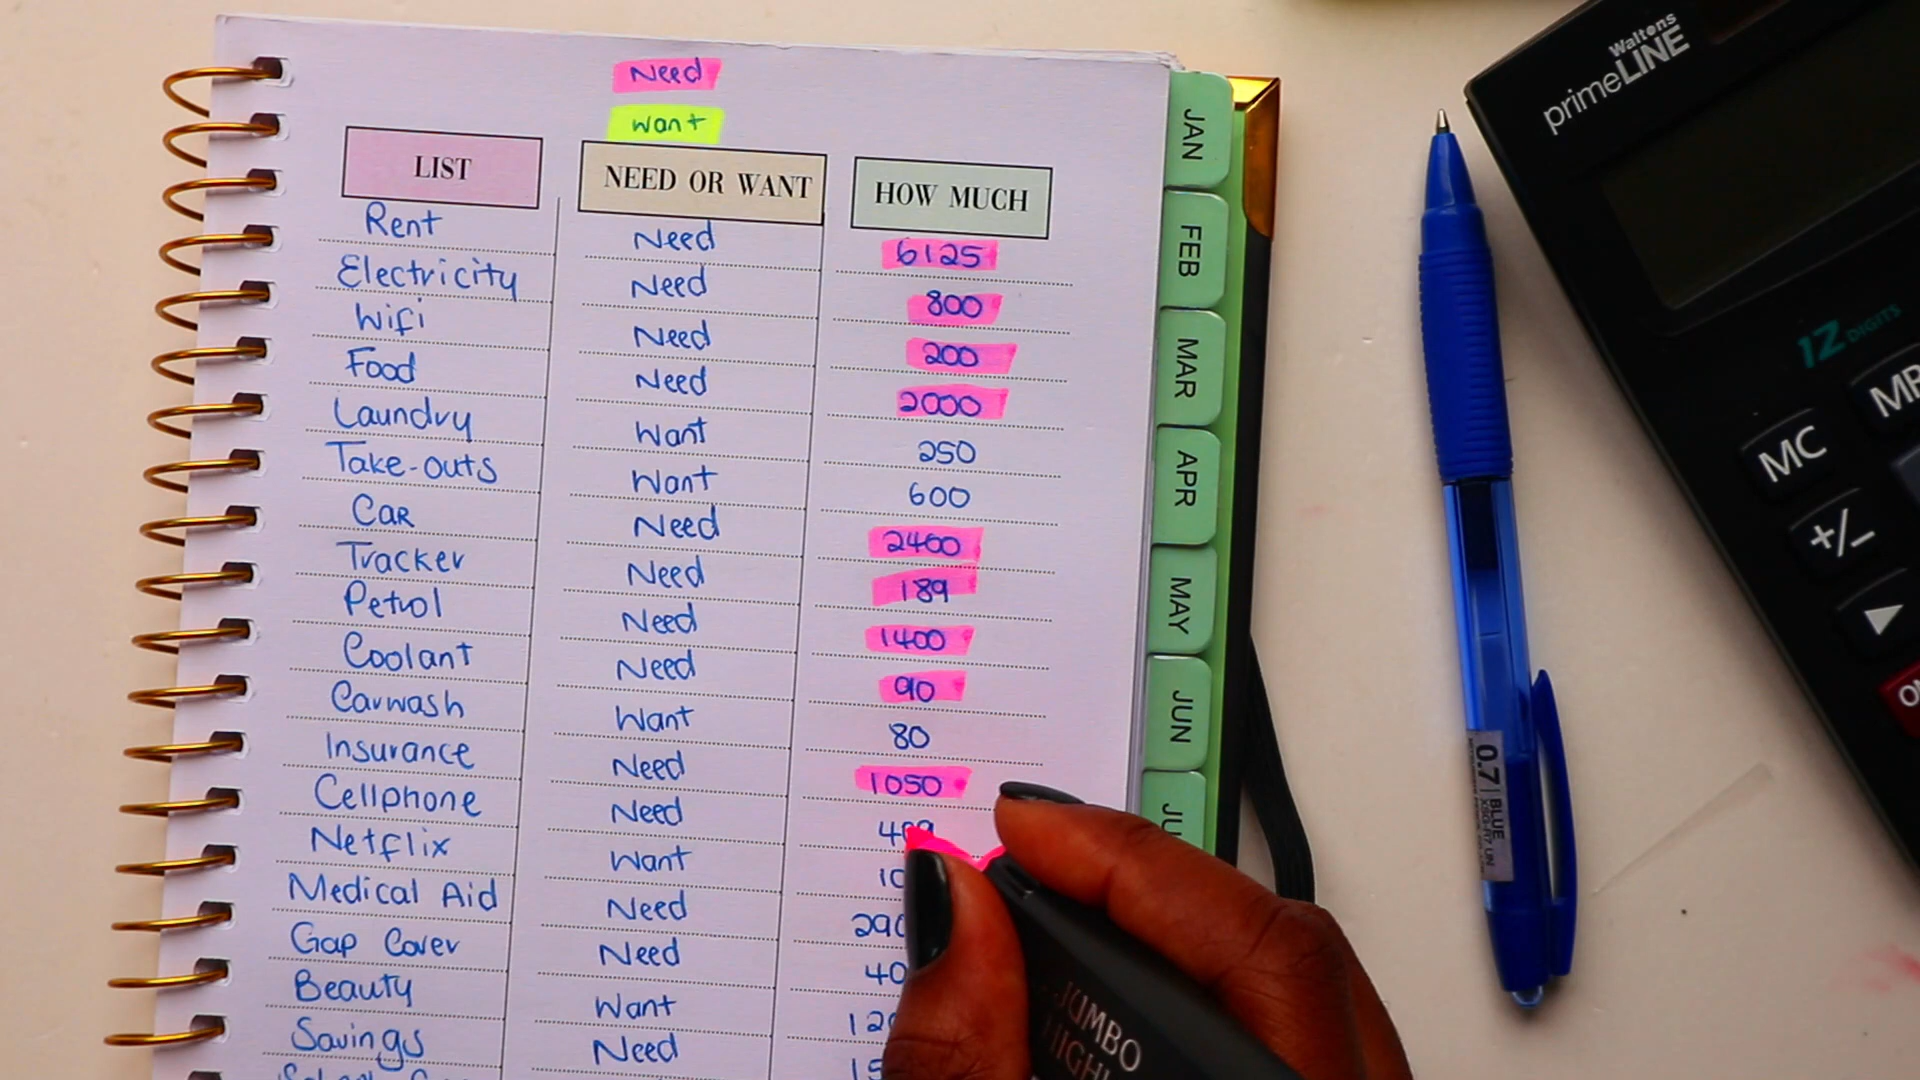 Need
Want
LIST NEED OR WANT HOW MUCH
Rent Need 6125
Electricity Need 800
Wifi Need 200
Food Need 2000
Laundry Want 250
Take-outs Want 600
Car Need 2400
Tracker Need 189
Petrol Need 1400
Coolant Need 90
Carwash Want 80
Insurance Need 1050
Cellphone Need
Netflix Want
Medical Aid Need
Gap Cover Need
Beauty Want
Savings Need
JAN
FEB
MAR
APR
MAY
JUN
JUMBO
0.7 BLUE
Waltons
primeLINE
12 DIGITS
MC
+/-